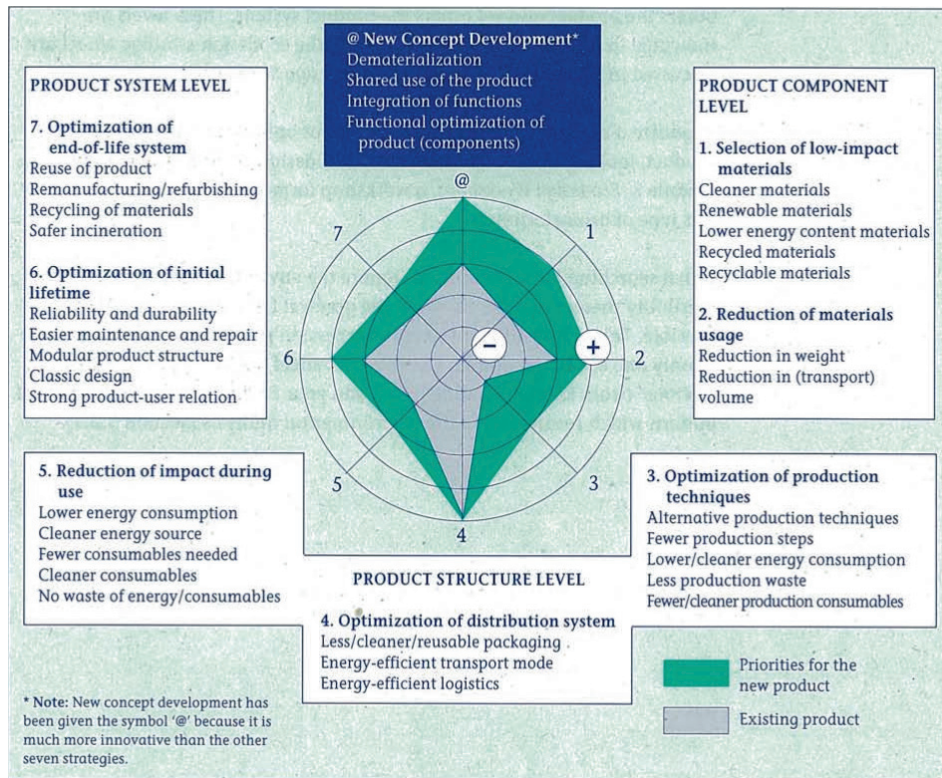 @ New Concept Development*
Dematerialization
Shared use of the product
Integration of functions
Functional optimization of
product (components)
PRODUCT SYSTEM LEVEL
7. Optimization of
end-of-life system
Reuse of product
Remanufacturing/refurbishing
Recycling of materials
Safer incineration
6. Optimization of initial
lifetime
Reliability and durability
Easier maintenance and repair
Modular product structure
Classic design
Strong product-user relation
PRODUCT COMPONENT
LEVEL
1. Selection of low-impact
materials
Cleaner materials
Renewable materials
Lower energy content materials
Recycled materials
Recyclable materials
2. Reduction of materials
usage
Reduction in weight
Reduction in (transport)
volume
@
7
1
6
–
+
2
5
3
4
5. Reduction of impact during
use
Lower energy consumption
Cleaner energy source
Fewer consumables needed
Cleaner consumables
No waste of energy/consumables
3. Optimization of production
techniques
Alternative production techniques
Fewer production steps
Lower/cleaner energy consumption
Less production waste
Fewer/cleaner production consumables
PRODUCT STRUCTURE LEVEL
4. Optimization of distribution system
Less/cleaner/reusable packaging
Energy-efficient transport mode
Energy-efficient logistics
Priorities for the
new product
Existing product
* Note: New concept development has
been given the symbol '@' because it is
much more innovative than the other
seven strategies.